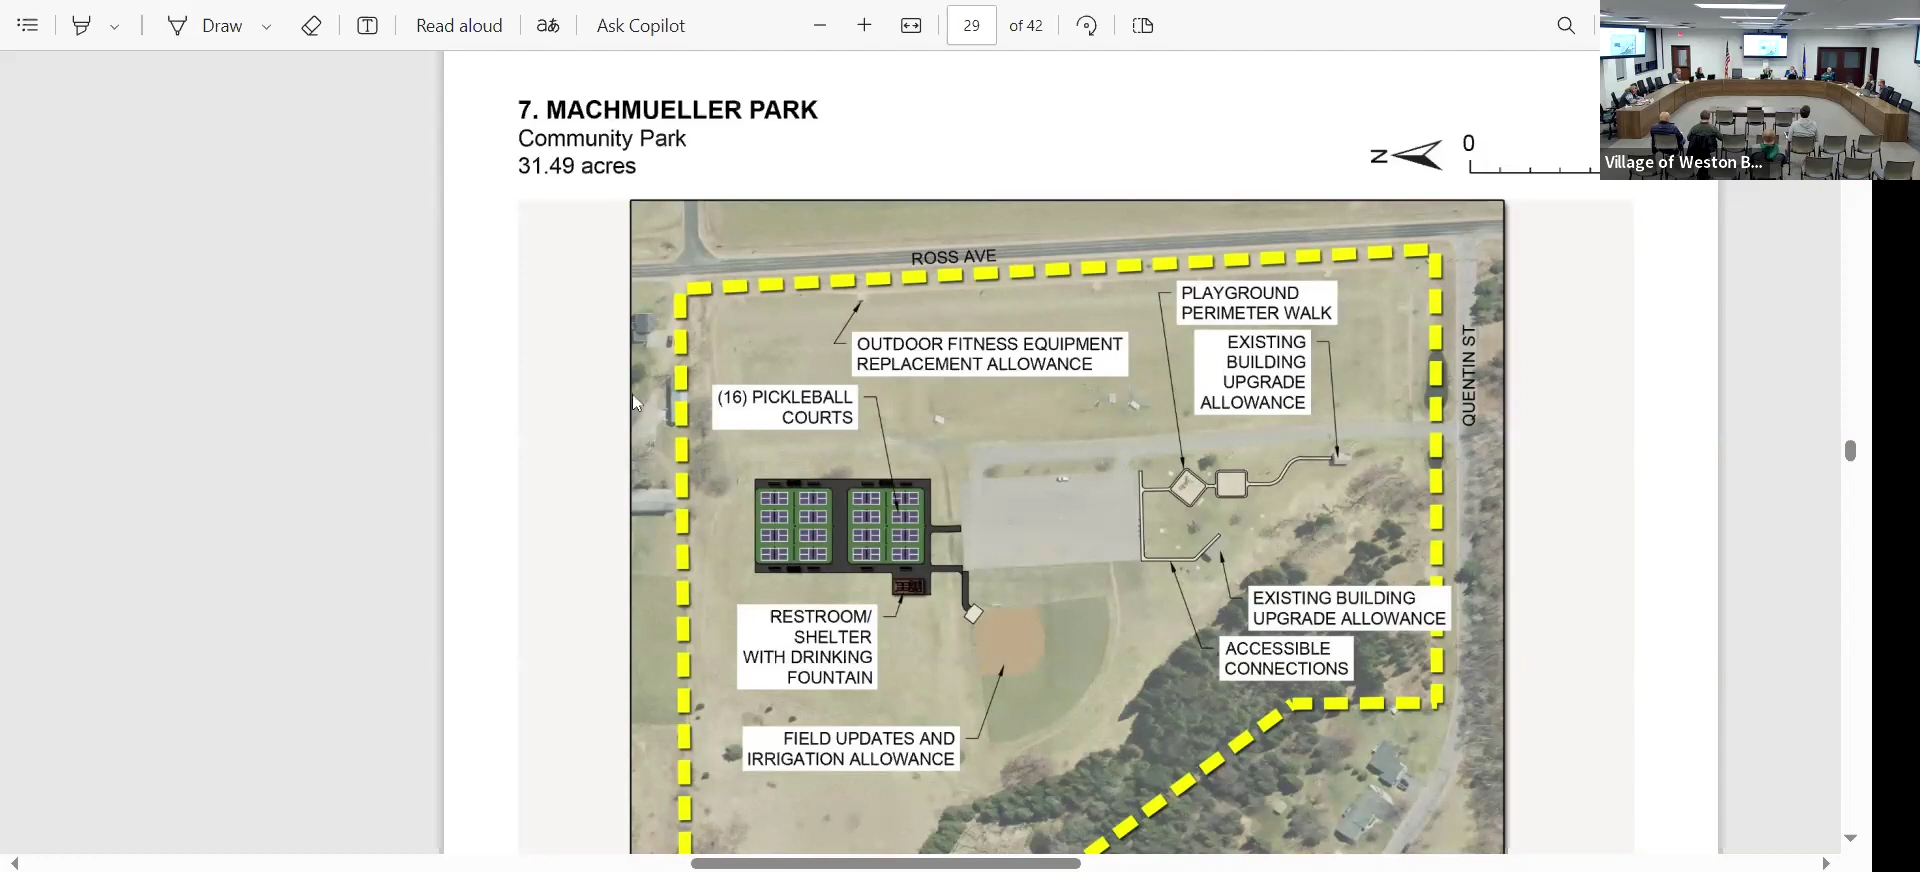 Draw
Read aloud
aあ
Ask Copilot
29
of 42
Village of Weston B...
7. MACHMUELLER PARK
Community Park
31.49 acres
N
0
ROSS AVE
PLAYGROUND
PERIMETER WALK
EXISTING
BUILDING
UPGRADE
ALLOWANCE
QUENTIN ST
OUTDOOR FITNESS EQUIPMENT
REPLACEMENT ALLOWANCE
(16) PICKLEBALL
COURTS
RESTROOM/
SHELTER
WITH DRINKING
FOUNTAIN
EXISTING BUILDING
UPGRADE ALLOWANCE
ACCESSIBLE
CONNECTIONS
FIELD UPDATES AND
IRRIGATION ALLOWANCE